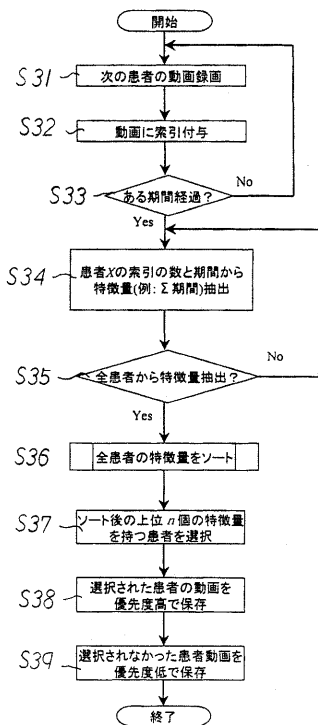 開始
S31
次の患者の動画録画
S32
動画に索引付与
S33
ある期間経過?
No
Yes
S34
患者Xの索引の数と期間から
特徴量(例:Σ期間)抽出
S35
全患者から特徴量抽出?
No
Yes
S36
全患者の特徴量をソート
S37
ソート後の上位n個の特徴量
を持つ患者を選択
S38
選択された患者の動画を
優先度高で保存
S39
選択されなかった患者動画を
優先度低で保存
終了